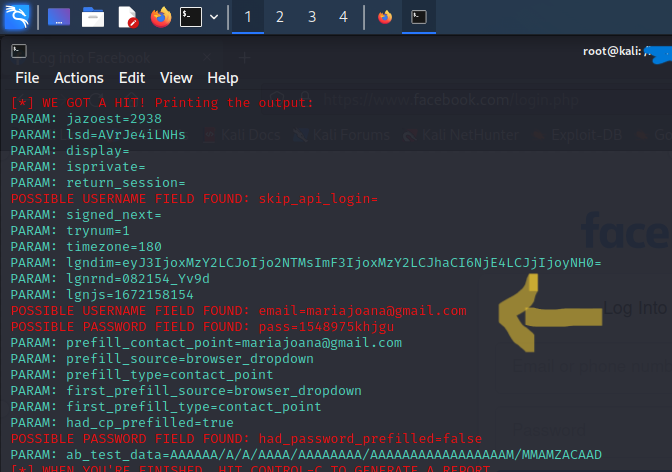 1 2 3 4
root@kali: /
Log into Facebook
File Actions Edit View Help
[*] WE GOT A HIT! Printing the output:
PARAM: jazoest=2938
facebook.com/login.php
PARAM: lsd=AVrJe4iLNHs
Kali Docs Kali Forums Kali NetHunter Exploit-DB
PARAM: display=
PARAM: isprivate=
PARAM: return_session=
POSSIBLE USERNAME FIELD FOUND: skip_api_login=
PARAM: signed_next=
PARAM: trynum=1
PARAM: timezone=180
face
PARAM: lgndim=eyJ3IjoxMzY2LCJoIjo2NTMsImF3IjoxMzY2LCJhaCI6NjE4LCJjIjoyNH0=
PARAM: lgnrnd=082154_Yv9d
PARAM: lgnjs=1672158154
POSSIBLE USERNAME FIELD FOUND: email=mariajoana@gmail.com
Log Into
POSSIBLE PASSWORD FIELD FOUND: pass=1548975khjgu
PARAM: prefill_contact_point=mariajoana@gmail.com
PARAM: prefill_source=browser_dropdown
PARAM: prefill_type=contact_point
PARAM: first_prefill_source=browser_dropdown
PARAM: first_prefill_type=contact_point
PARAM: had_cp_prefilled=true
POSSIBLE PASSWORD FIELD FOUND: had_password_prefilled=false
PARAM: ab_test_data=AAAAAA/A/A/AAAA/AAAAAAAA/AAAAAAAAAAAAAAAAAM/MMAMZACAAD
[*] WHEN YOU'RE FINISHED, HIT CONTROL-C TO GENERATE A REPORT